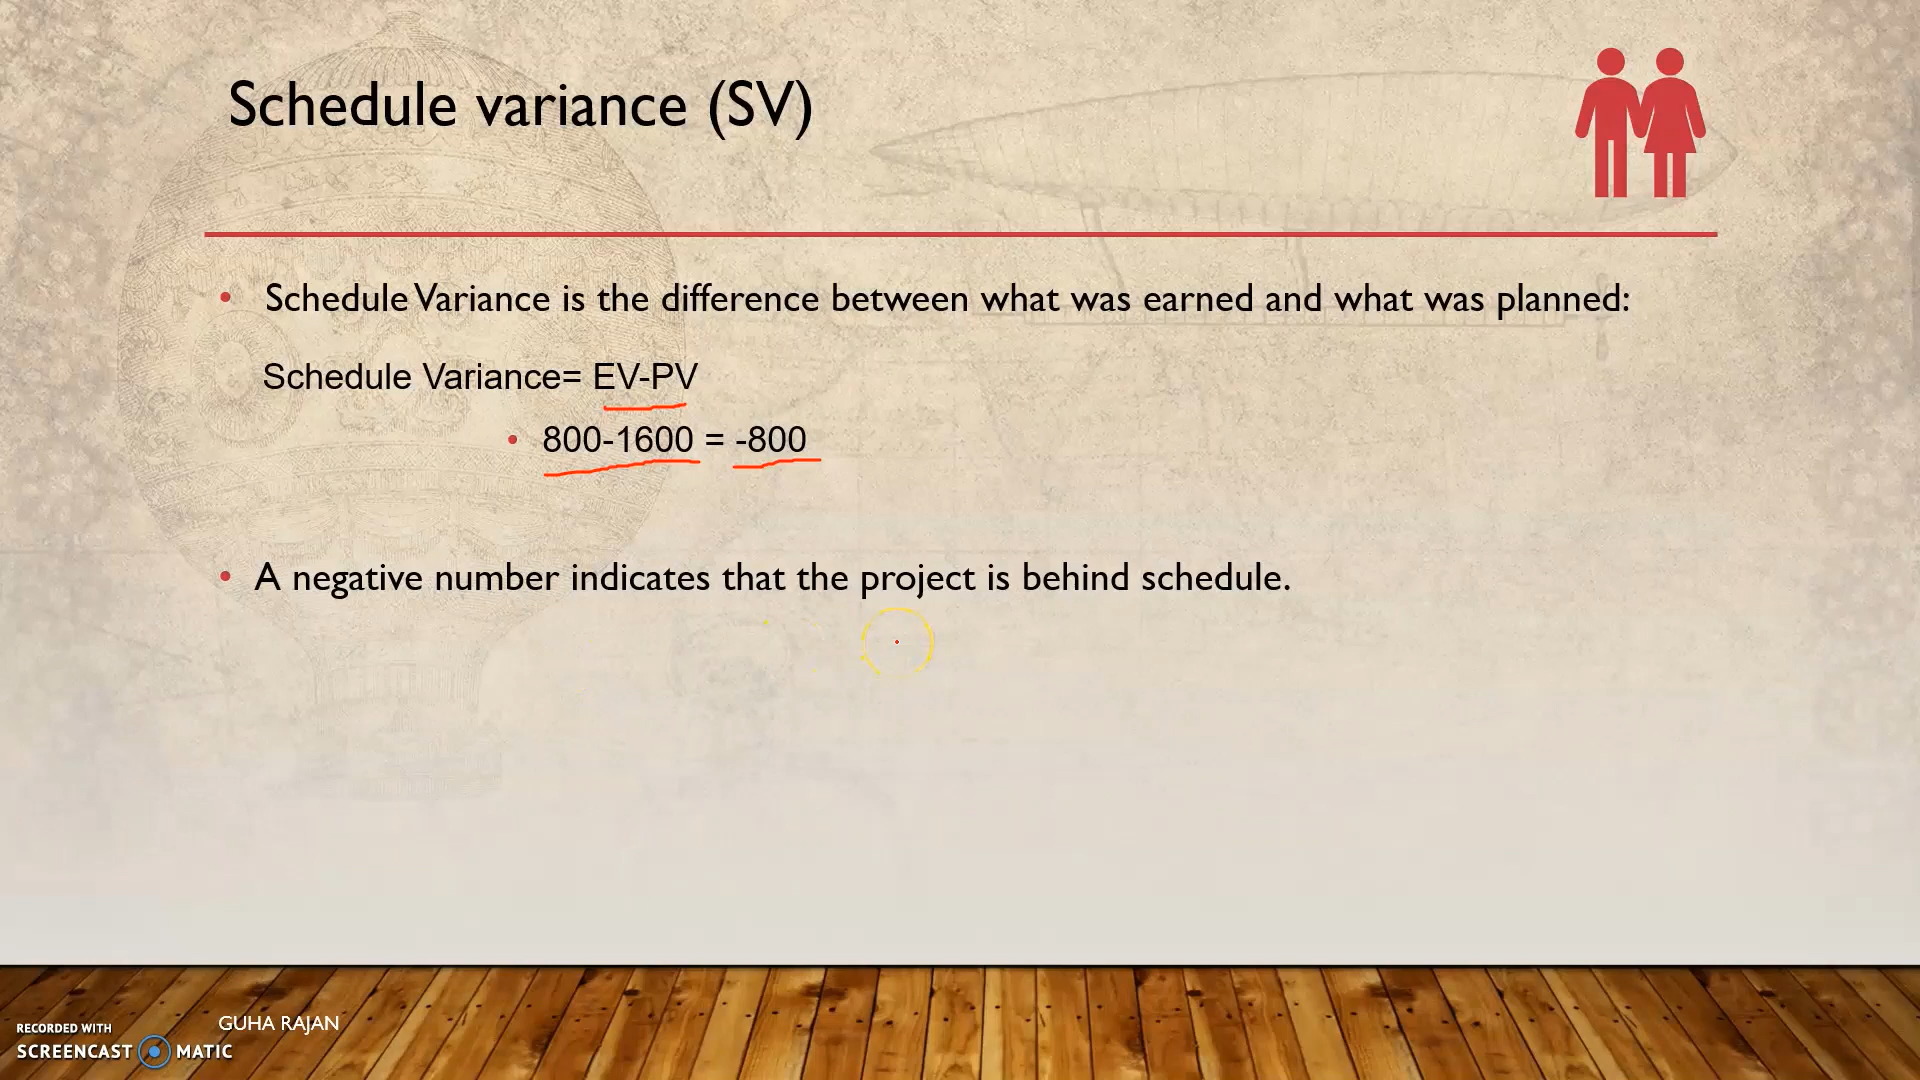 Schedule variance (SV)
• Schedule Variance is the difference between what was earned and what was planned:
Schedule Variance= EV-PV
• 800-1600 = -800
• A negative number indicates that the project is behind schedule.
GUHA RAJAN
RECORDED WITH
SCREENCAST MATIC